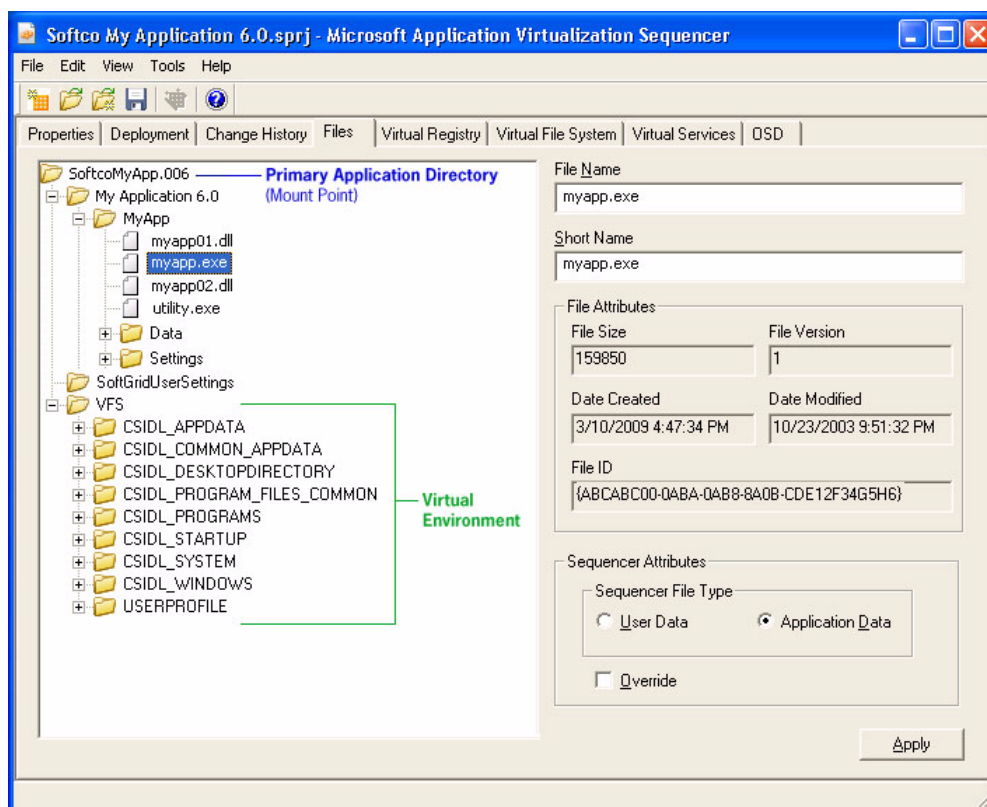 Softco My Application 6.0.sprj - Microsoft Application Virtualization Sequencer
File Edit View Tools Help
Properties Deployment Change History Files Virtual Registry Virtual File System Virtual Services OSD
SoftcoMyApp.006
Primary Application Directory
(Mount Point)
My Application 6.0
MyApp
myapp01.dll
myapp.exe
myapp02.dll
utility.exe
Data
Settings
SoftGridUserSettings
VFS
CSIDL_APPDATA
CSIDL_COMMON_APPDATA
CSIDL_DESKTOPDIRECTORY
CSIDL_PROGRAM_FILES_COMMON
CSIDL_PROGRAMS
CSIDL_STARTUP
CSIDL_SYSTEM
CSIDL_WINDOWS
USERPROFILE
Virtual
Environment
File Name
myapp.exe
Short Name
myapp.exe
File Attributes
File Size File Version
159850 1
Date Created Date Modified
3/10/2009 4:47:34 PM 10/23/2003 9:51:32 PM
File ID
{ABCABC00-0ABA-0AB8-8A0B-CDE12F34G5H6}
Sequencer Attributes
Sequencer File Type
User Data Application Data
Override
Apply